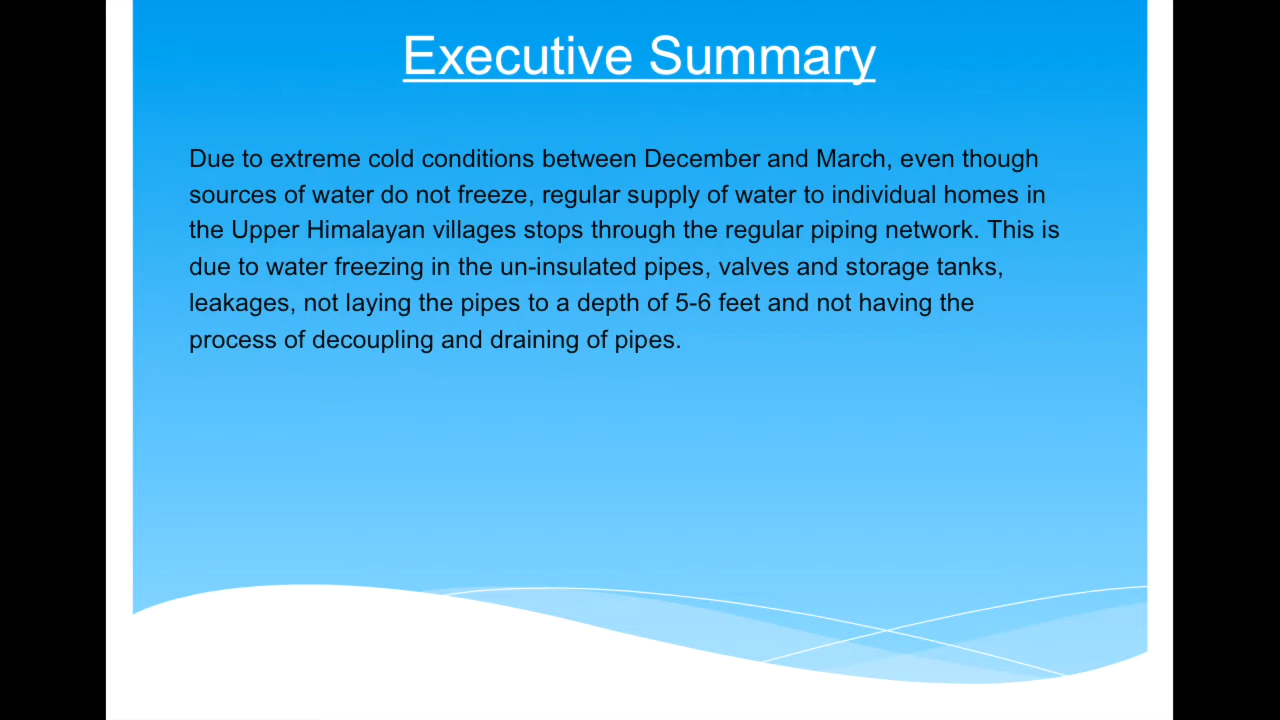 Executive Summary
Due to extreme cold conditions between December and March, even though
sources of water do not freeze, regular supply of water to individual homes in
the Upper Himalayan villages stops through the regular piping network. This is
due to water freezing in the un-insulated pipes, valves and storage tanks,
leakages, not laying the pipes to a depth of 5-6 feet and not having the
process of decoupling and draining of pipes.